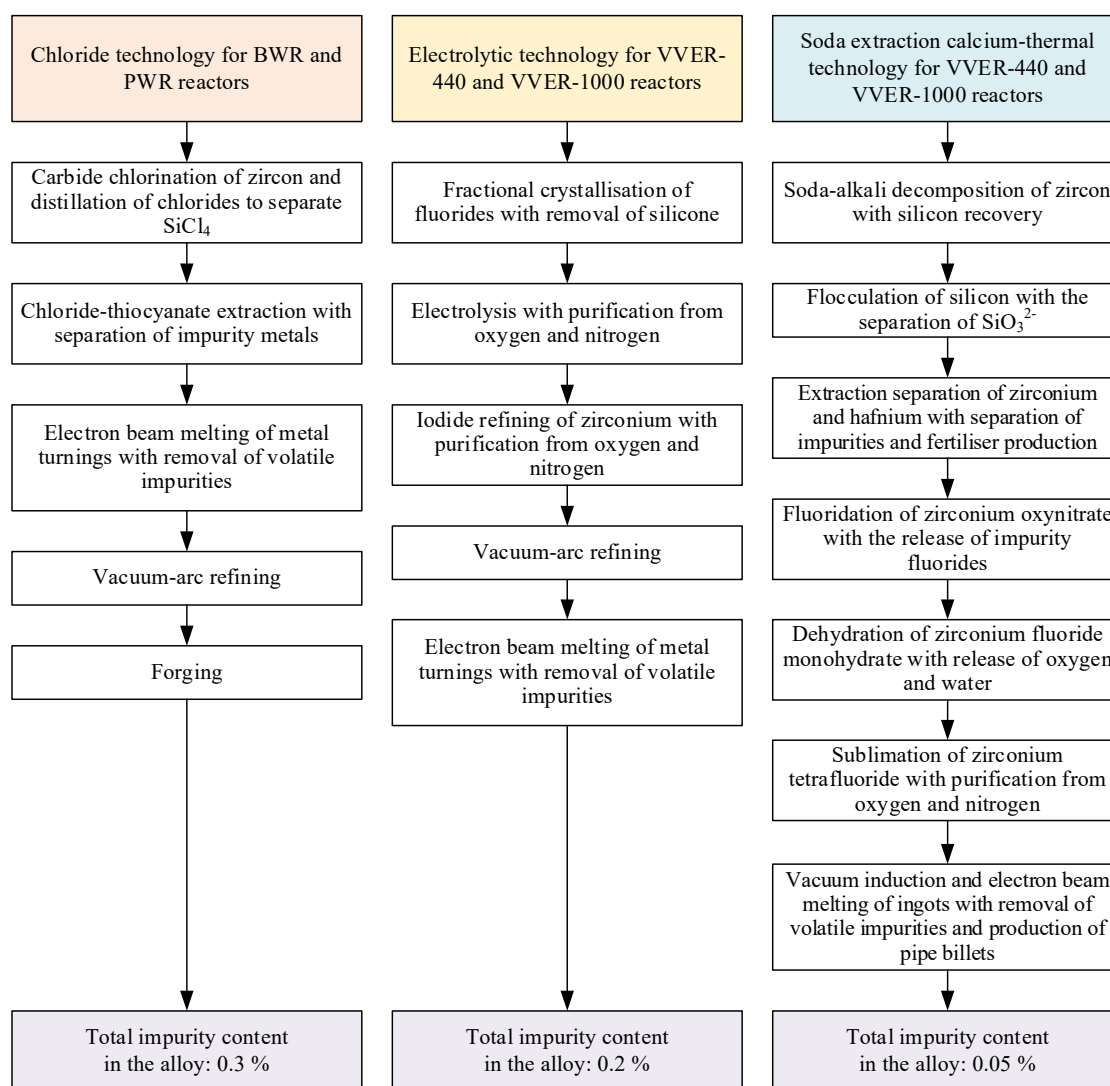 Chloride technology for BWR and
PWR reactors
Carbide chlorination of zircon and
distillation of chlorides to separate
SiCl₄
Chloride-thiocyanate extraction with
separation of impurity metals
Electron beam melting of metal
turnings with removal of volatile
impurities
Vacuum-arc refining
Forging
Total impurity content
in the alloy: 0.3 %
Electrolytic technology for VVER-
440 and VVER-1000 reactors
Fractional crystallisation of
fluorides with removal of silicone
Electrolysis with purification from
oxygen and nitrogen
Iodide refining of zirconium with
purification from oxygen and
nitrogen
Vacuum-arc refining
Electron beam melting of metal
turnings with removal of volatile
impurities
Total impurity content
in the alloy: 0.2 %
Soda extraction calcium-thermal
technology for VVER-440 and
VVER-1000 reactors
Soda-alkali decomposition of zircon
with silicon recovery
Flocculation of silicon with the
separation of SiO₃²⁻
Extraction separation of zirconium
and hafnium with separation of
impurities and fertiliser production
Fluoridation of zirconium oxynitrate
with the release of impurity
fluorides
Dehydration of zirconium fluoride
monohydrate with release of oxygen
and water
Sublimation of zirconium
tetrafluoride with purification from
oxygen and nitrogen
Vacuum induction and electron beam
melting of ingots with removal of
volatile impurities and production of
pipe billets
Total impurity content
in the alloy: 0.05 %